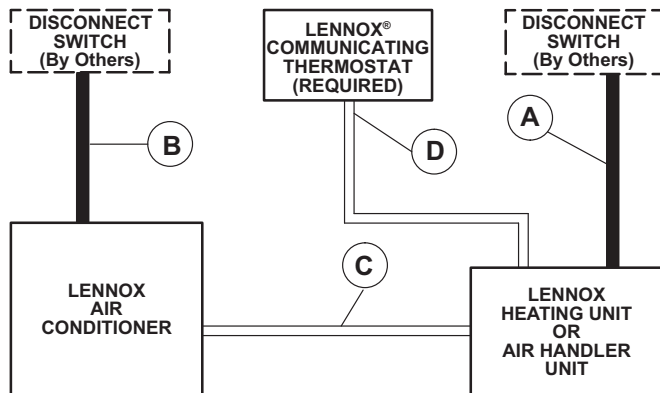 DISCONNECT
SWITCH
(By Others)
LENNOX®
COMMUNICATING
THERMOSTAT
(REQUIRED)
DISCONNECT
SWITCH
(By Others)
B
D
A
C
LENNOX
AIR
CONDITIONER
LENNOX
HEATING UNIT
OR
AIR HANDLER
UNIT